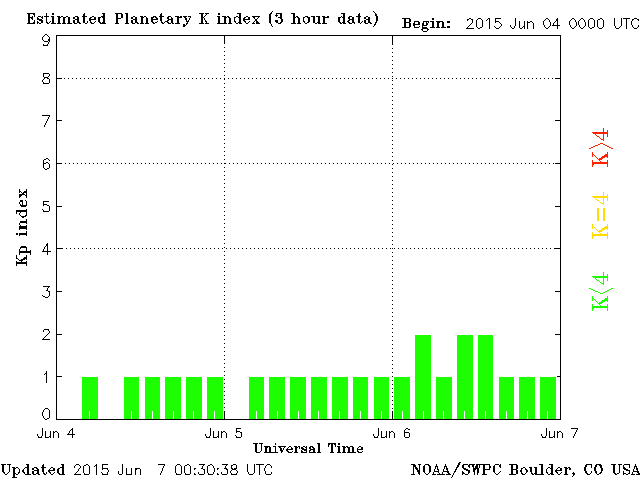 Estimated Planetary K index (3 hour data) Begin: 2015 Jun 04 0000 UTC
9
8
7
6
5
4
3
2
1
0
Kp index
K>4
K=4
K<4
Jun 4 Jun 5 Jun 6 Jun 7
Universal Time
Updated 2015 Jun 7 00:30:38 UTC NOAA/SWPC Boulder, CO USA